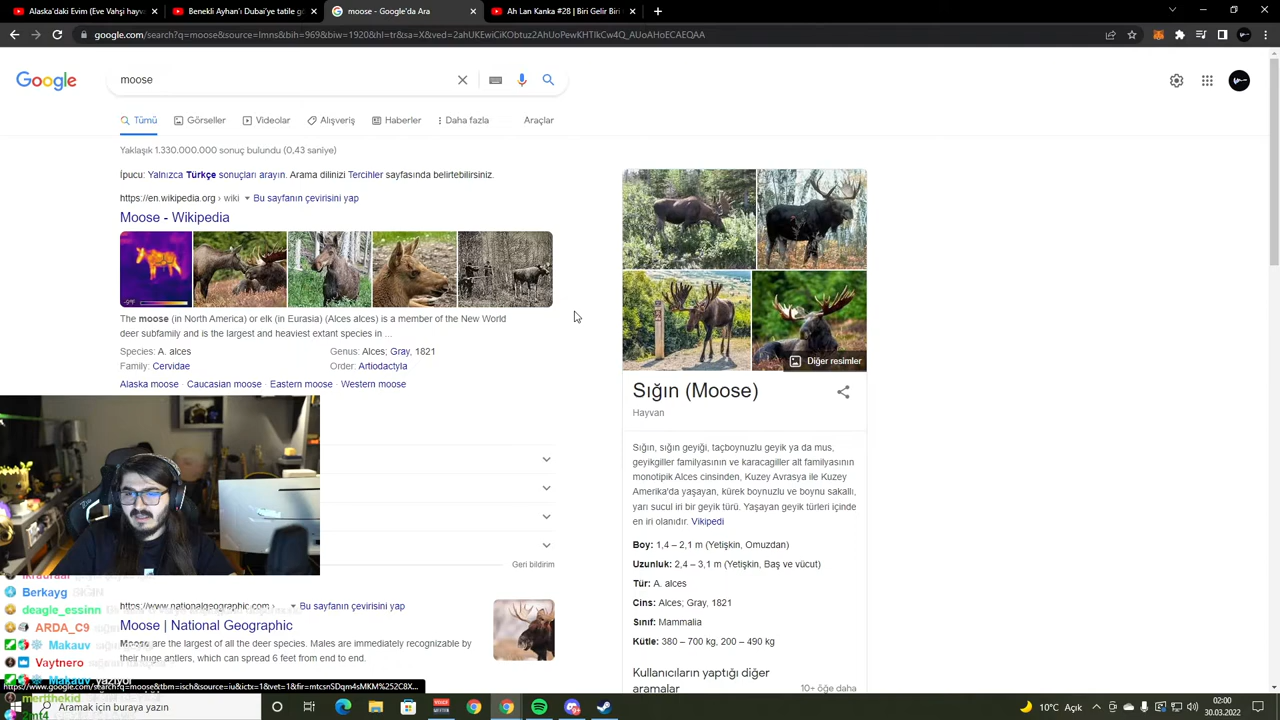 Alaska'daki Evim (Eve Yanlış hay
Büyük B'ye tatile g
moose - Google'da Ara
Ah Lan Kanka #28 | Biri Gelir Biri
google.com/search?q=moose&source=lmns&bih=969&biw=1920&hl=tr&sa=X&ved=2ahUKEwiCiKObtuz2AhUoPewKHTlkCw4Q_AUoAHoECAEQAA
Google
moose
Tümü
Görseller
Videolar
Alışveriş
Haberler
Daha fazla
Araçlar
Yaklaşık 1.330.000.000 sonuç bulundu (0,43 saniye)
İpucu: Yalnızca Türkçe sonuçları arayın. Arama dilinizi Tercihler sayfasında belirtebilirsiniz.
https://en.wikipedia.org › wiki Bu sayfanın çevirisini yap
Moose - Wikipedia
The moose (in North America) or elk (in Eurasia) (Alces alces) is a member of the New World
deer subfamily and is the largest and heaviest extant species in ...
Species: A. alces
Genus: Alces; Gray, 1821
Family: Cervidae
Order: Artiodactyla
Alaska moose · Caucasian moose · Eastern moose · Western moose
Geri bildirim
https://www.nationalgeographic.com › Bu sayfanın çevirisini yap
Moose | National Geographic
Moose are the largest of all the deer species. Males are immediately recognizable by
their huge antlers, which can spread 6 feet from end to end.
Diğer resimler
Sığın (Moose)
Hayvan
Sığın, sığın geyiği, taçboynuzlu geyik ya da mus,
geyikgiller familyasının ve karacagiller alt familyasının
monotipik Alces cinsinden, Kuzey Avrasya ile Kuzey
Amerika'da yaşayan, kürek boynuzlu ve boynu sakallı,
yarı sucul iri bir geyik türü. Yaşayan geyik türleri içinde
en iri olanıdır. Vikipedi
Boy: 1,4 – 2,1 m (Yetişkin, Omuzdan)
Uzunluk: 2,4 – 3,1 m (Yetişkin, Baş ve vücut)
Tür: A. alces
Cins: Alces; Gray, 1821
Sınıf: Mammalia
Kütle: 380 – 700 kg, 200 – 490 kg
Kullanıcıların yaptığı diğer
aramalar
10+ öğe daha
Berkayg
deagle_essinn
ARDA_C9
Makauv
Vaytnero
Makauv yazıyor
mertthekid
2mt4
Aramak için buraya yazın
10°C Açık
02:00
30.03.2022